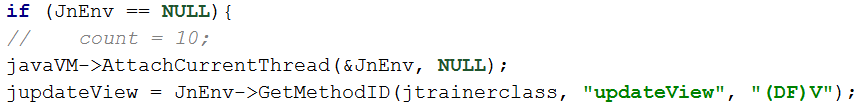 if (JnEnv == NULL){
//    count = 10;
javaVM->AttachCurrentThread(&JnEnv, NULL);
jupdateView = JnEnv->GetMethodID(jtrainerclass, "updateView", "(DF)V");